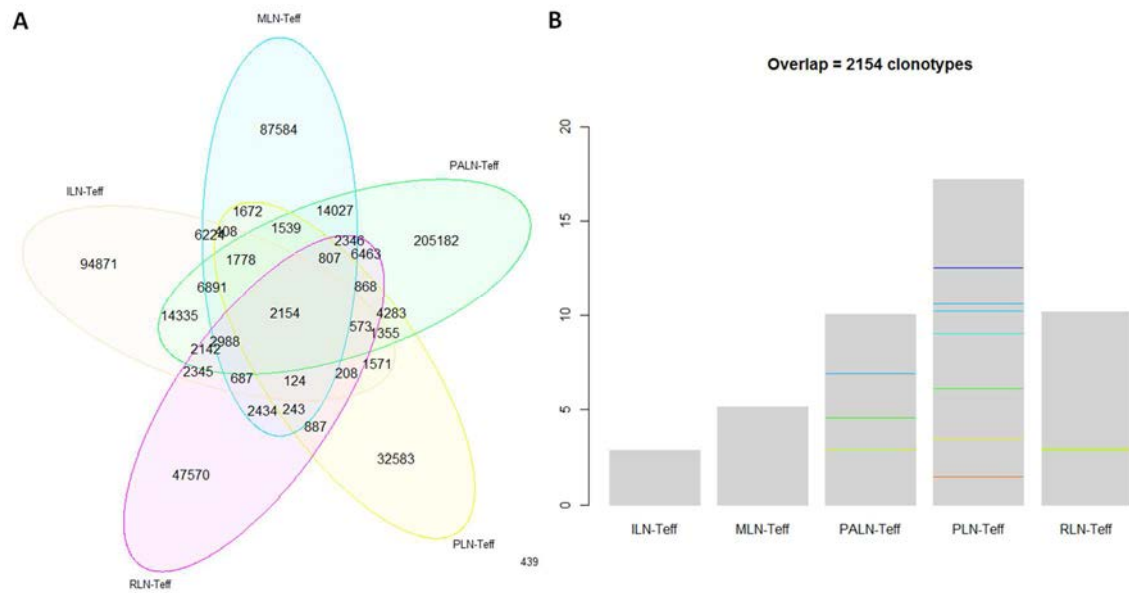 A
MLN-Teff
87584
PALN-Teff
ILN-Teff
1672
14027
408
6224
1539
2346
205182
94871
1778
807
6463
6891
868
14335
2154
4283
573
1355
2988
2142
1571
2345
687
124
208
2434
243
887
47570
32583
PLN-Teff
439
RLN-Teff
B
Overlap = 2154 clonotypes
20
15
10
5
0
ILN-Teff
MLN-Teff
PALN-Teff
PLN-Teff
RLN-Teff